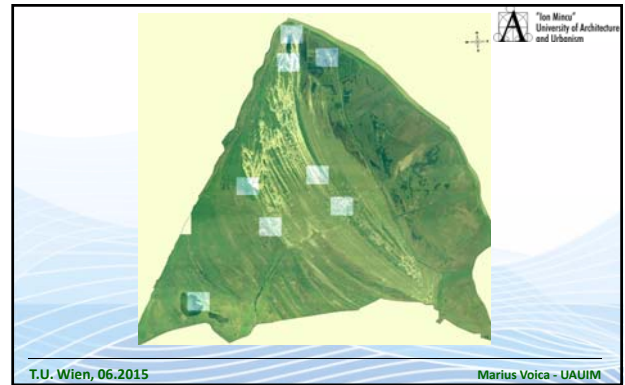 "Ion Mincu"
University of Architecture
and Urbanism
T.U. Wien, 06.2015
Marius Voica - UAUIM